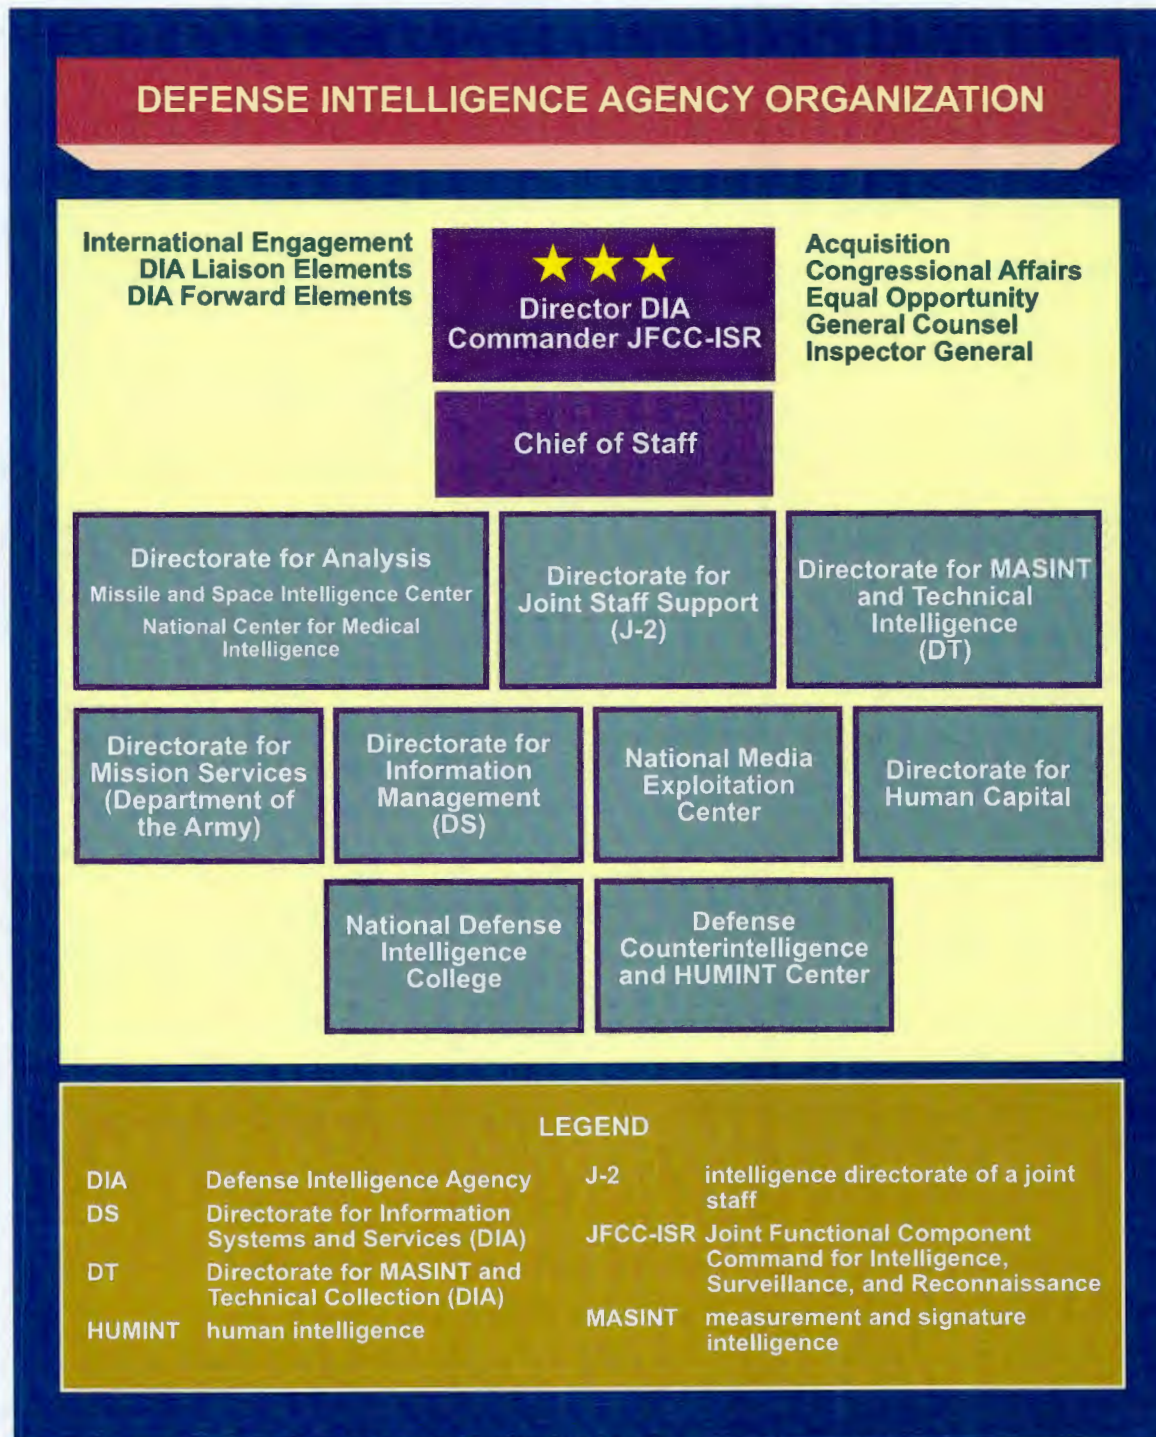 DEFENSE INTELLIGENCE AGENCY ORGANIZATION
International Engagement
DIA Liaison Elements
DIA Forward Elements
Director DIA
Commander JFCC-ISR
Acquisition
Congressional Affairs
Equal Opportunity
General Counsel
Inspector General
Chief of Staff
Directorate for Analysis
Missile and Space Intelligence Center
National Center for Medical
Intelligence
Directorate for
Joint Staff Support
(J-2)
Directorate for MASINT
and Technical
Intelligence
(DT)
Directorate for
Mission Services
(Department of
the Army)
Directorate for
Information
Management
(DS)
National Media
Exploitation
Center
Directorate for
Human Capital
National Defense
Intelligence
College
Defense
Counterintelligence
and HUMINT Center
LEGEND
DIA Defense Intelligence Agency
DS Directorate for Information
Systems and Services (DIA)
DT Directorate for MASINT and
Technical Collection (DIA)
HUMINT human intelligence
J-2 intelligence directorate of a joint
staff
JFCC-ISR Joint Functional Component
Command for Intelligence,
Surveillance, and Reconnaissance
MASINT measurement and signature
intelligence